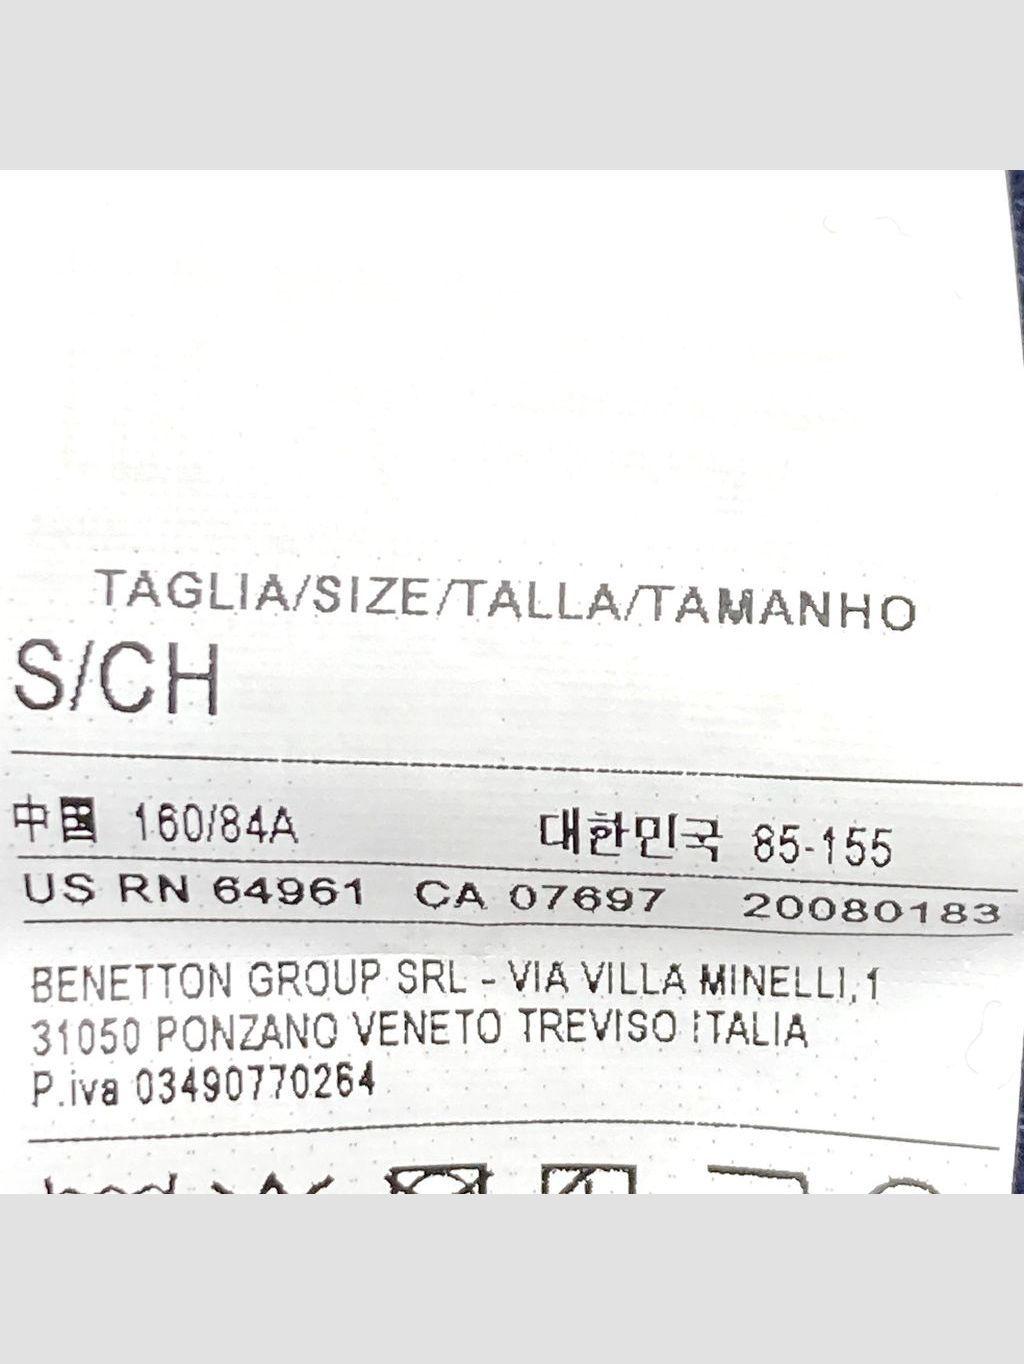 TAGLIA/SIZE/TALLA/TAMANHO
S/CH
中国 160/84A 대한민국 85-155
US RN 64961 CA 07697 20080183
BENETTON GROUP SRL - VIA VILLA MINELLI,1
31050 PONZANO VENETO TREVISO ITALIA
P.iva 03490770264